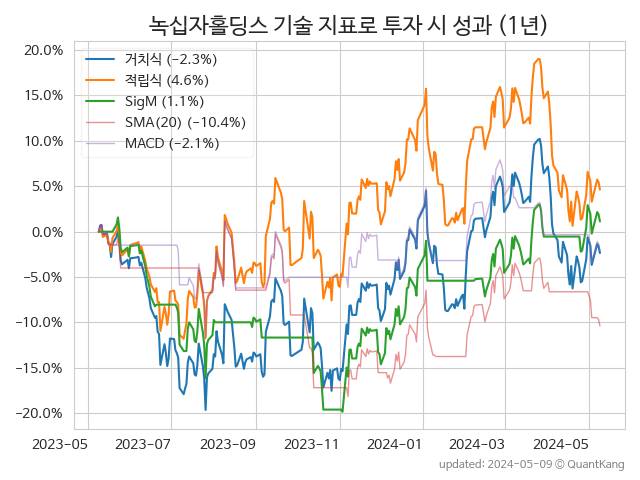 녹십자홀딩스 기술 지표로 투자 시 성과 (1년)
거치식 (−2.3%)
적립식 (4.6%)
SigM (1.1%)
SMA(20) (−10.4%)
MACD (−2.1%)
20.0%
15.0%
10.0%
5.0%
0.0%
−5.0%
−10.0%
−15.0%
−20.0%
2023−05
2023−07
2023−09
2023−11
2024−01
2024−03
2024−05
updated: 2024−05−09 © QuantKang